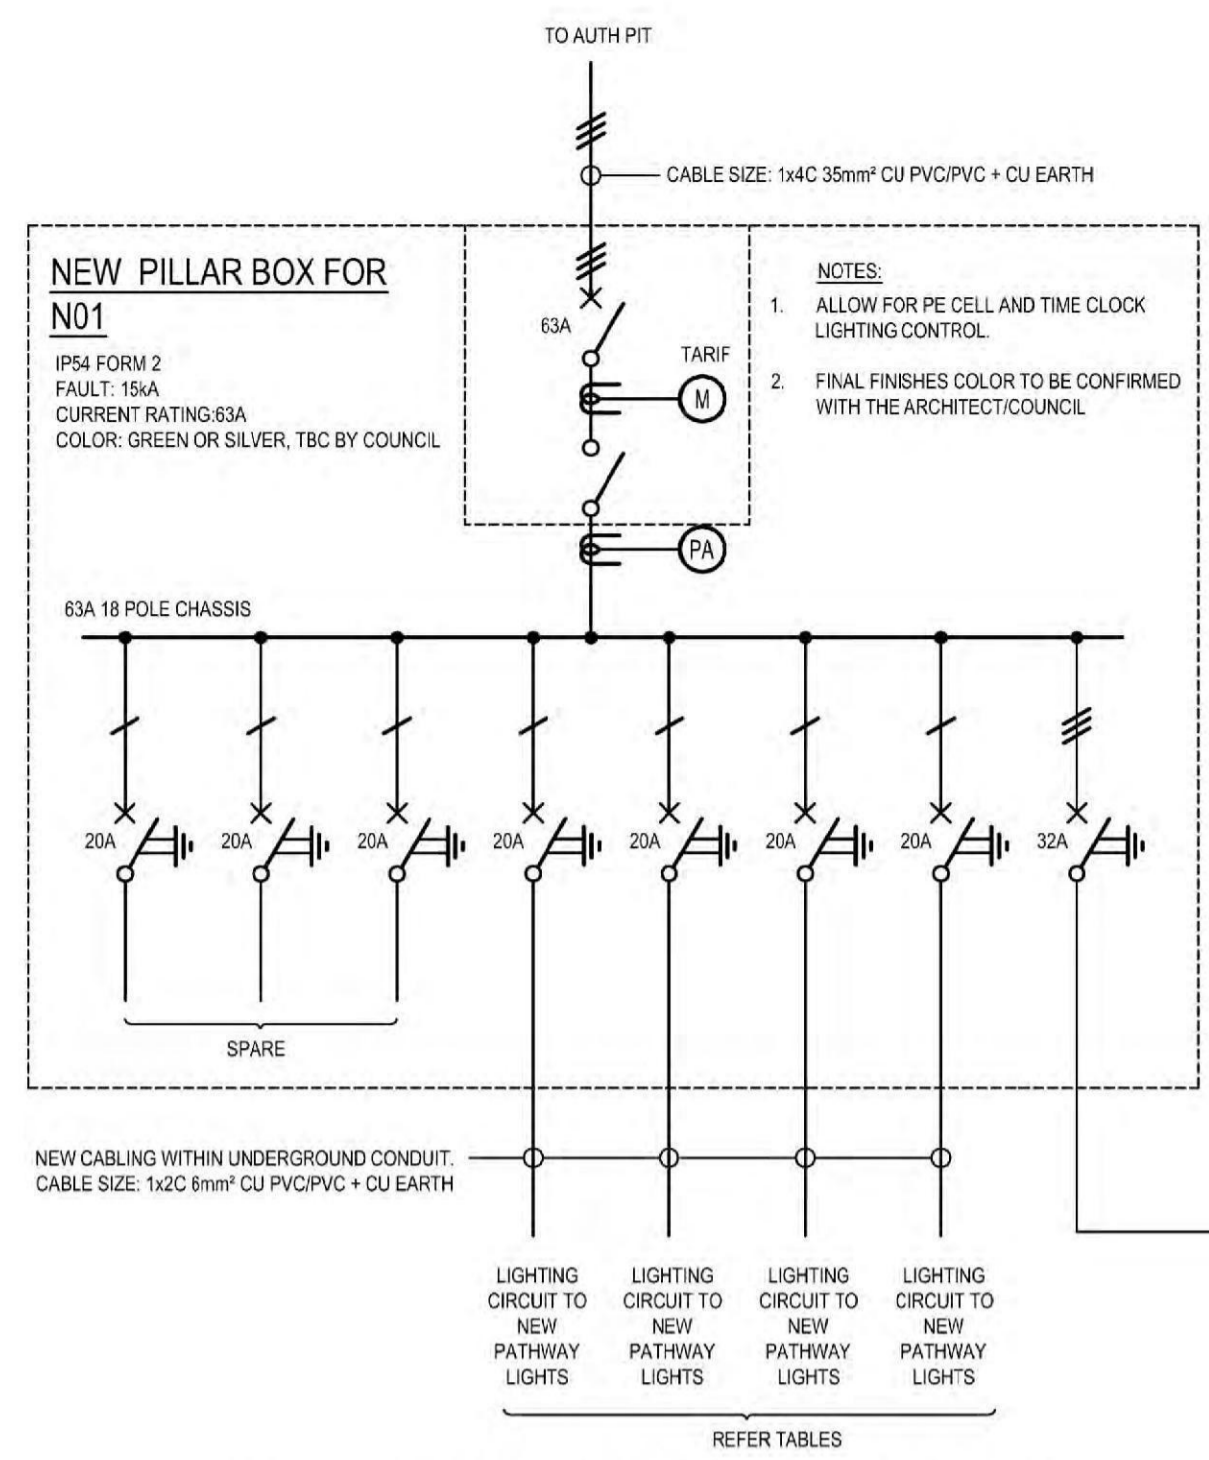 TO AUTH PIT
CABLE SIZE: 1x4C 35mm² CU PVC/PVC + CU EARTH
NEW PILLAR BOX FOR
N01
IP54 FORM 2
FAULT: 15kA
CURRENT RATING:63A
COLOR: GREEN OR SILVER, TBC BY COUNCIL
63A
TARIF
M
PA
NOTES:
1. ALLOW FOR PE CELL AND TIME CLOCK
LIGHTING CONTROL.
2. FINAL FINISHES COLOR TO BE CONFIRMED
WITH THE ARCHITECT/COUNCIL
63A 18 POLE CHASSIS
20A 20A 20A 20A 20A 20A 20A 32A
SPARE
NEW CABLING WITHIN UNDERGROUND CONDUIT.
CABLE SIZE: 1x2C 6mm² CU PVC/PVC + CU EARTH
LIGHTING
CIRCUIT TO
NEW
PATHWAY
LIGHTS
LIGHTING
CIRCUIT TO
NEW
PATHWAY
LIGHTS
LIGHTING
CIRCUIT TO
NEW
PATHWAY
LIGHTS
LIGHTING
CIRCUIT TO
NEW
PATHWAY
LIGHTS
REFER TABLES